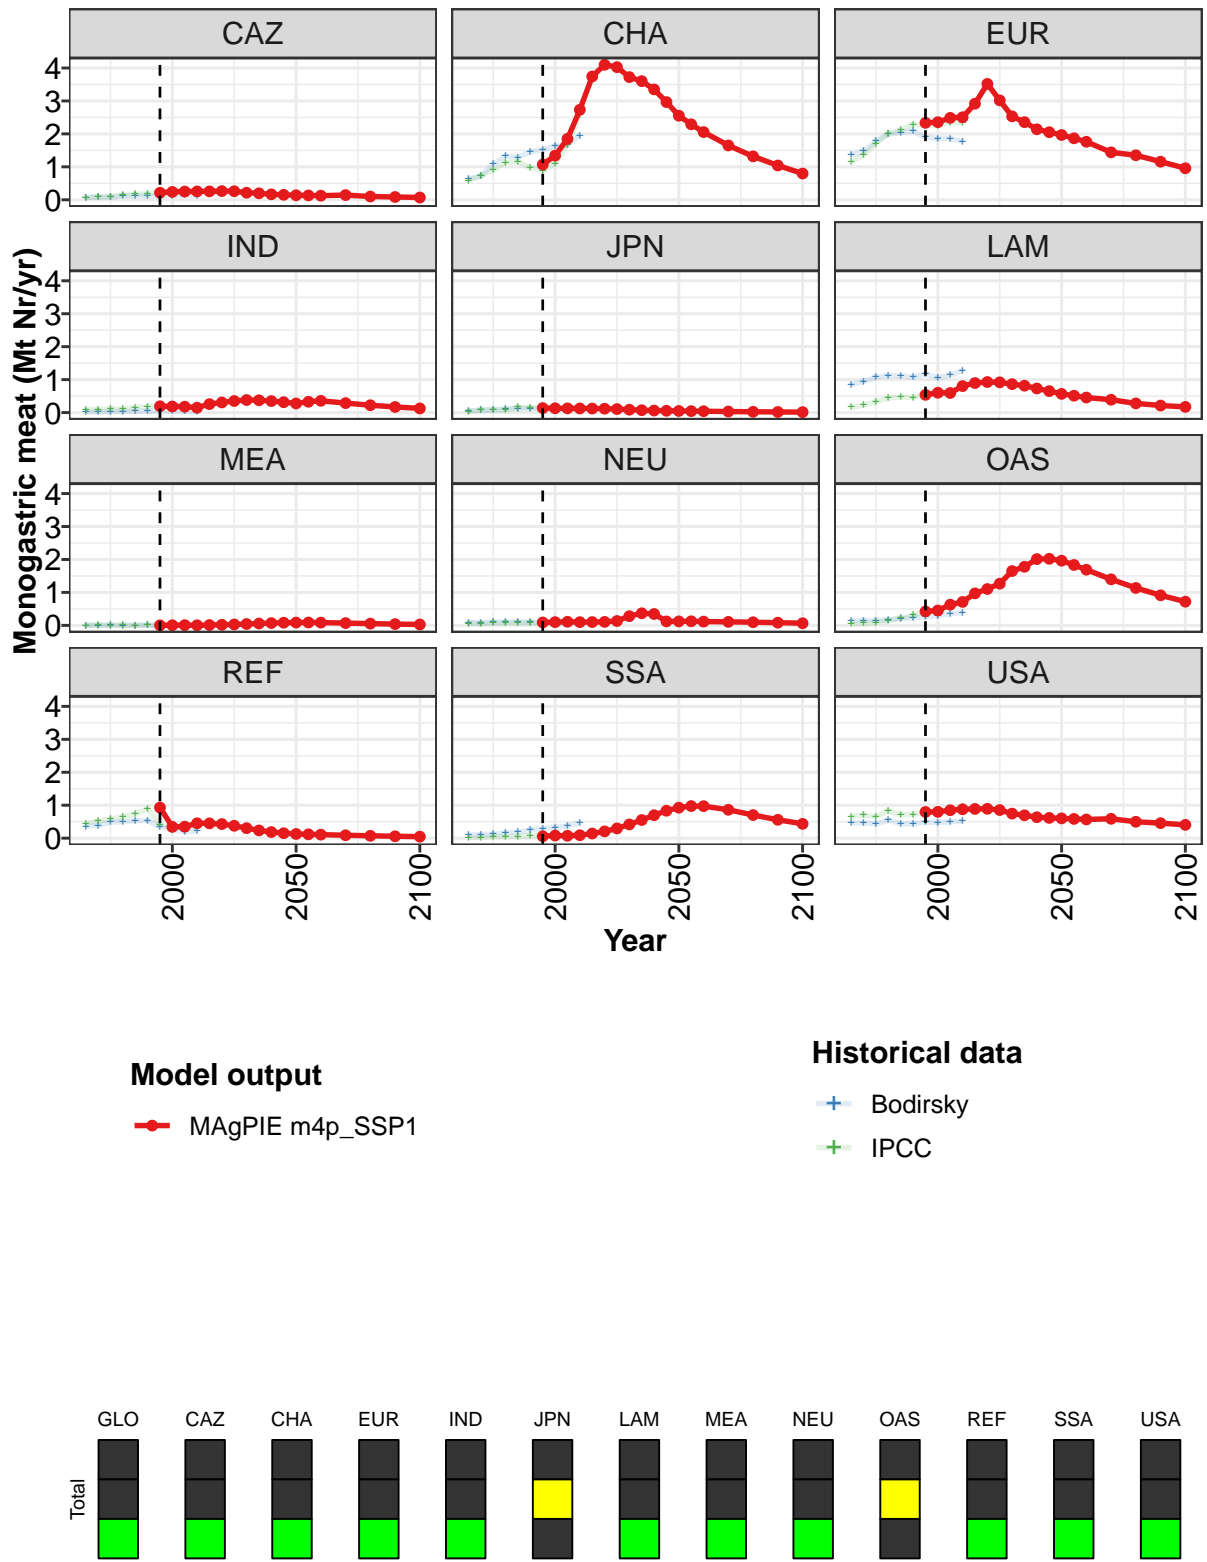 CAZ CHA EUR
4
3
2
1
0
IND JPN LAM
4
3
2
1
0
MEA NEU OAS
4
3
2
1
0
REF SSA USA
4
3
2
1
0
Monogastric meat (Mt Nr/yr)
2000 2050 2100 2000 2050 2100 2000 2050 2100
Year
Model output
MAgPIE m4p_SSP1
Historical data
Bodirsky
IPCC
GLO CAZ CHA EUR IND JPN LAM MEA NEU OAS REF SSA USA
Total